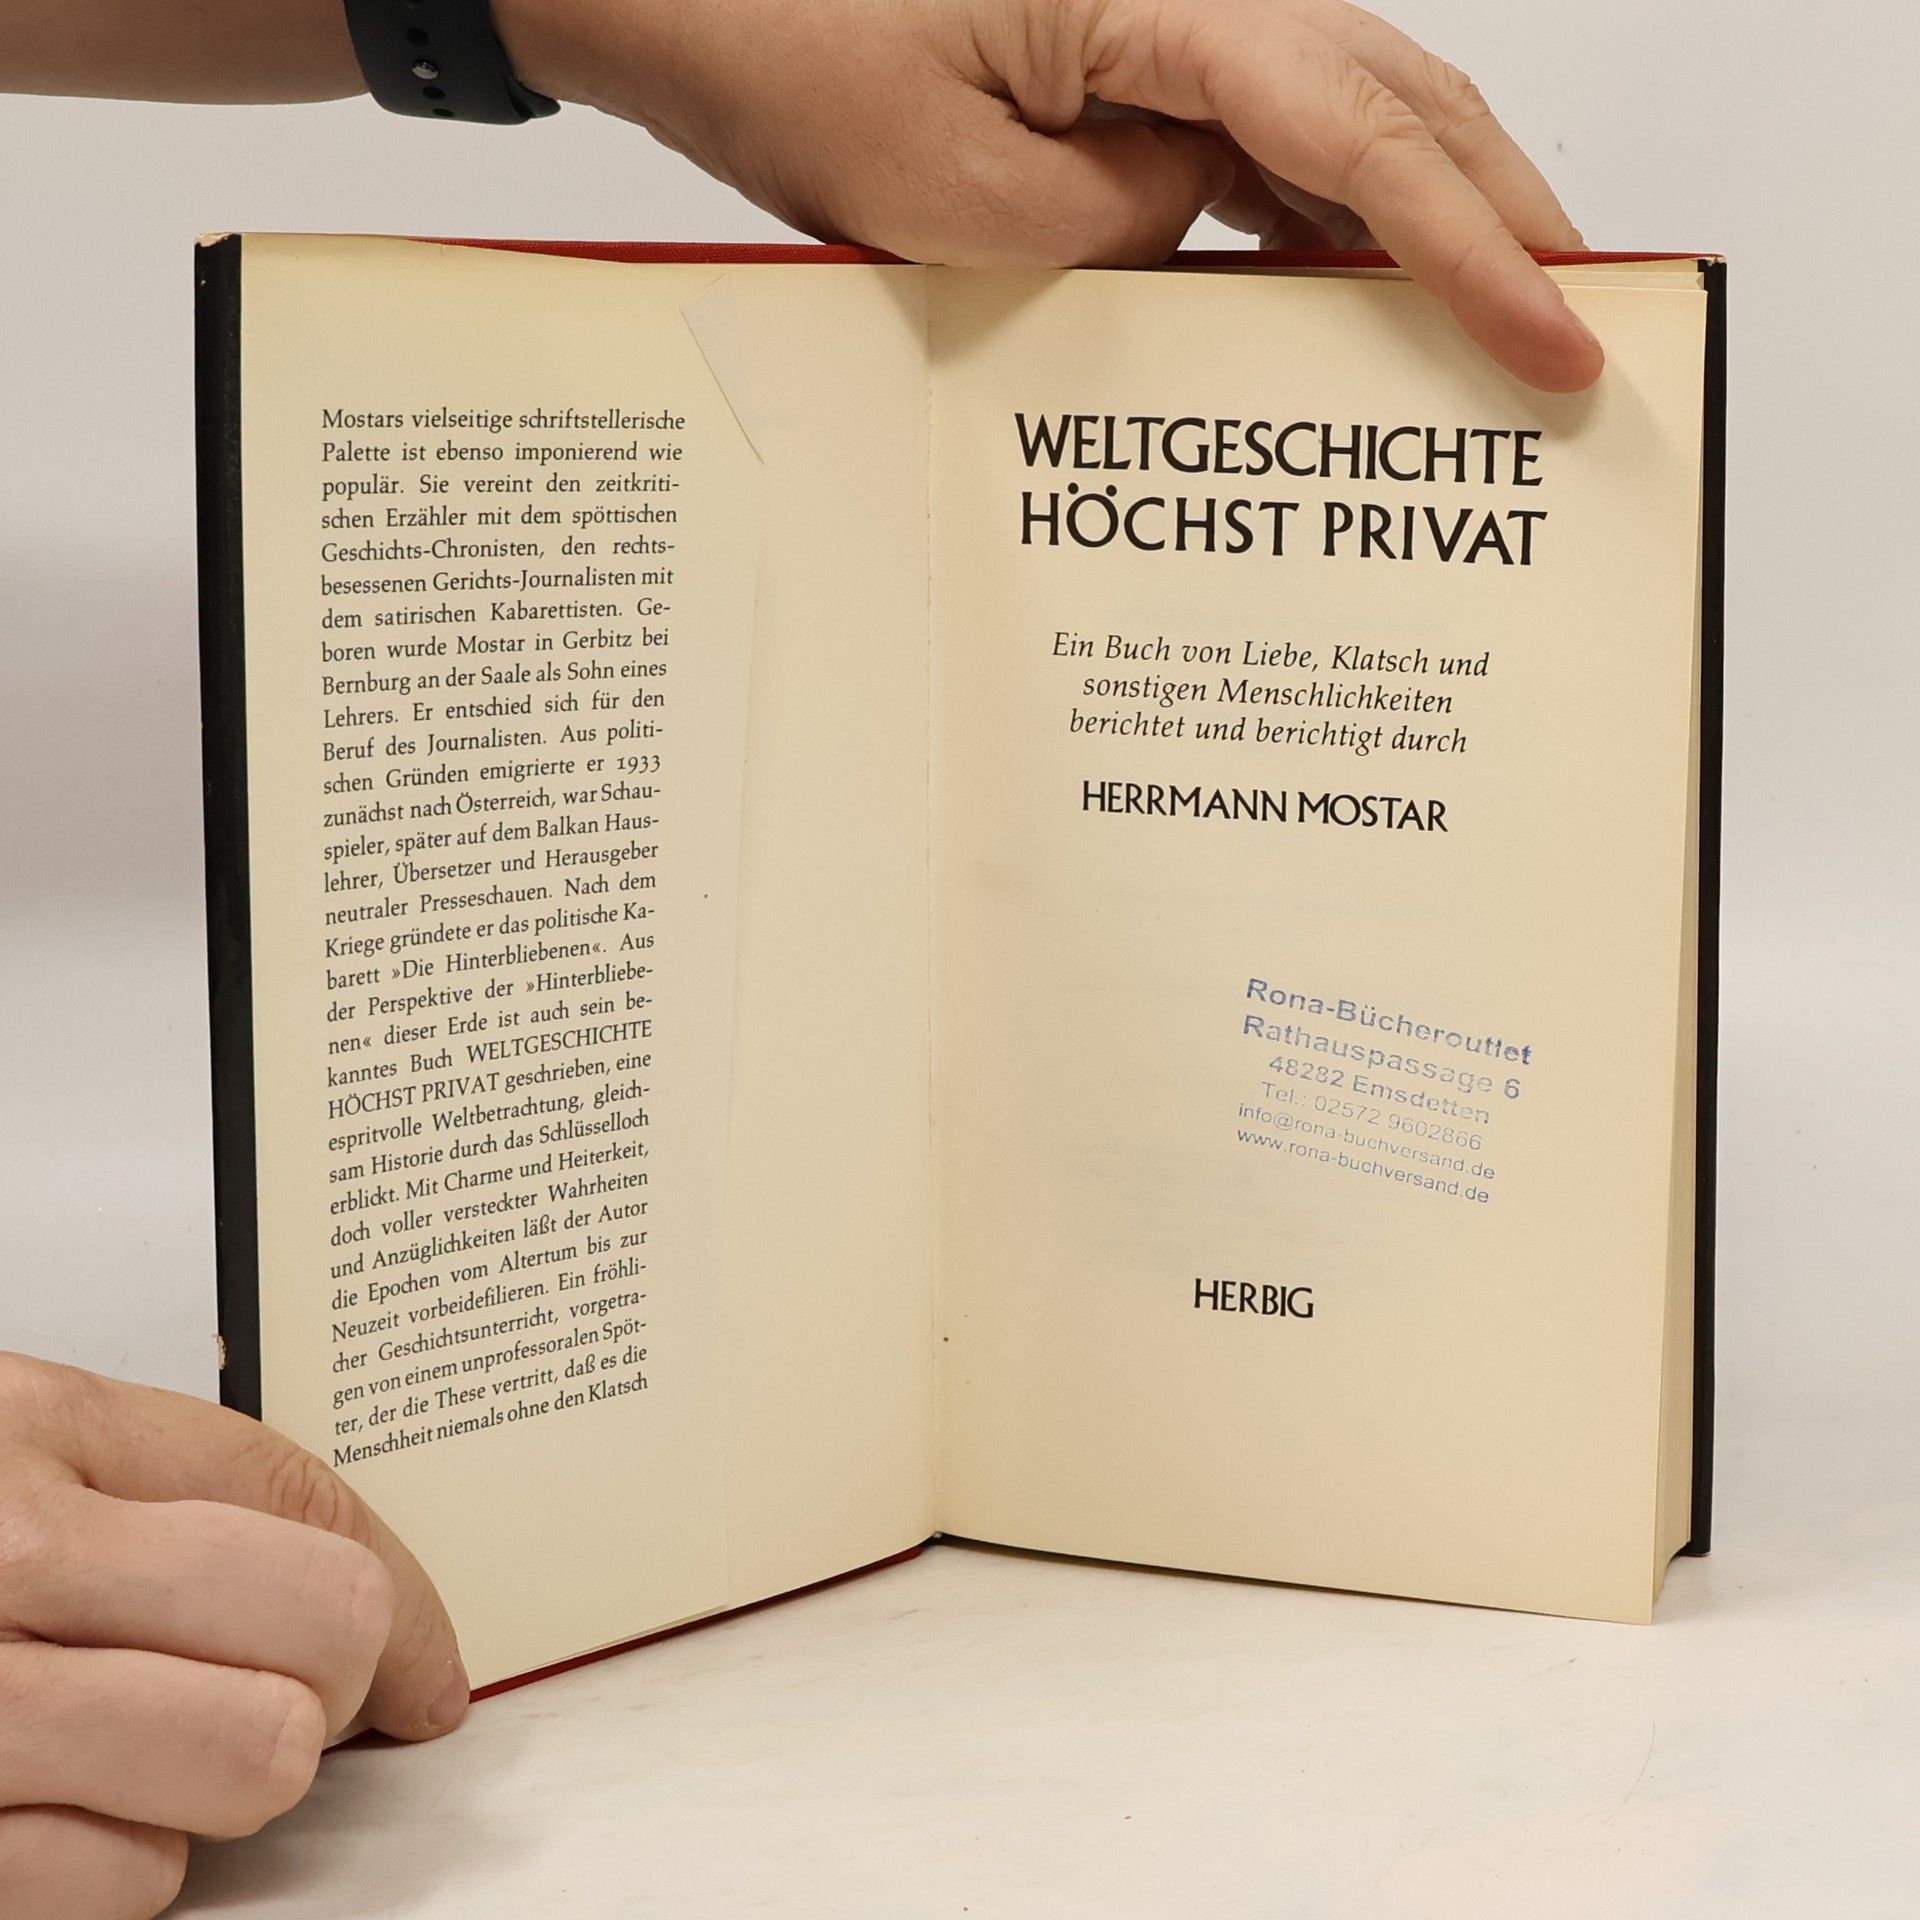 Mostars vielseitige schriftstellerische
Palette ist ebenso imponierend wie
populär. Sie vereint den zeitkriti-
schen Erzähler mit dem spöttischen
Geschichts-Chronisten, den rechts-
besessenen Gerichts-Journalisten mit
dem satirischen Kabarettisten. Ge-
boren wurde Mostar in Gerbitz bei
Bernburg an der Saale als Sohn eines
Lehrers. Er entschied sich für den
Beruf des Journalisten. Aus politi-
schen Gründen emigrierte er 1933
zunächst nach Österreich, war Schau-
spieler, später auf dem Balkan Haus-
lehrer, Übersetzer und Herausgeber
neutraler Presseschauen. Nach dem
Kriege gründete er das politische Ka-
barett »Die Hinterbliebenen«. Aus
der Perspektive der »Hinterbliebe-
nen« dieser Erde ist auch sein be-
kanntes Buch WELTGESCHICHTE
HÖCHST PRIVAT geschrieben, eine
espritvolle Weltbetrachtung, gleich-
sam Historie durch das Schlüsselloch
erblickt. Mit Charme und Heiterkeit,
doch voller versteckter Wahrheiten
und Anzüglichkeiten läßt der Autor
die Epochen vom Altertum bis zur
Neuzeit vorbeidefilieren. Ein fröhli-
cher Geschichtsunterricht, vorgetra-
gen von einem unprofessoralen Spöt-
ter, der die These vertritt, daß es die
Menschheit niemals ohne den Klatsch
WELTGESCHICHTE
HÖCHST PRIVAT
Ein Buch von Liebe, Klatsch und
sonstigen Menschlichkeiten
berichtet und berichtigt durch
HERRMANN MOSTAR
Rona-Bücheroutlet
Rathauspassage 6
48282 Emsdetten
Tel.: 02572 9602866
info@rona-buchversand.de
www.rona-buchversand.de
HERBIG